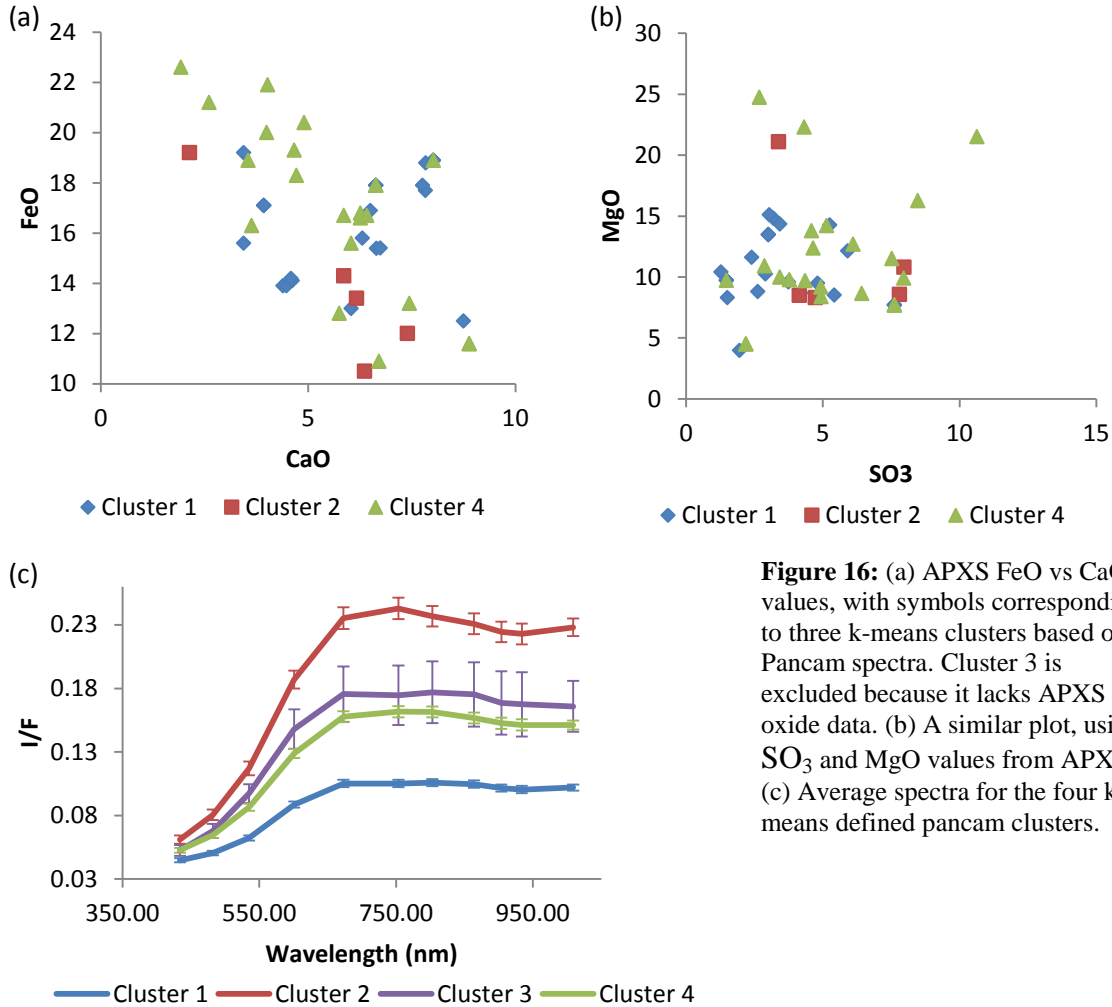 (a)
24
22
20
18
16
14
12
10
FeO
0
5
10
CaO
Cluster 1 Cluster 2 Cluster 4
(b)
30
25
20
15
10
5
0
MgO
0
5
10
15
SO3
Cluster 1 Cluster 2 Cluster 4
(c)
0.23
0.18
0.13
0.08
0.03
I/F
350.00
550.00
750.00
950.00
Wavelength (nm)
Cluster 1 Cluster 2 Cluster 3 Cluster 4
Figure 16: (a) APXS FeO vs CaO
values, with symbols correspondi
to three k-means clusters based o
Pancam spectra. Cluster 3 is
excluded because it lacks APXS
oxide data. (b) A similar plot, usi
SO3 and MgO values from APX
(c) Average spectra for the four k
means defined pancam clusters.